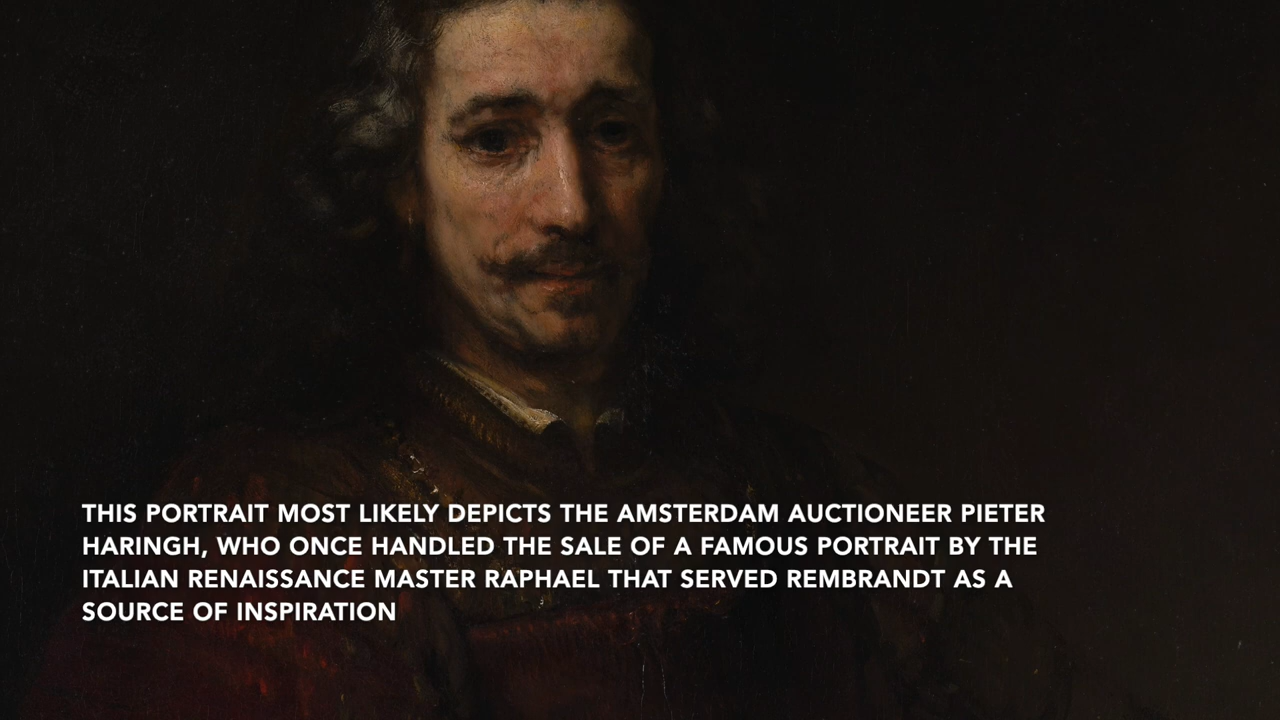 THIS PORTRAIT MOST LIKELY DEPICTS THE AMSTERDAM AUCTIONEER PIETER
HARINGH, WHO ONCE HANDLED THE SALE OF A FAMOUS PORTRAIT BY THE
ITALIAN RENAISSANCE MASTER RAPHAEL THAT SERVED REMBRANDT AS A
SOURCE OF INSPIRATION